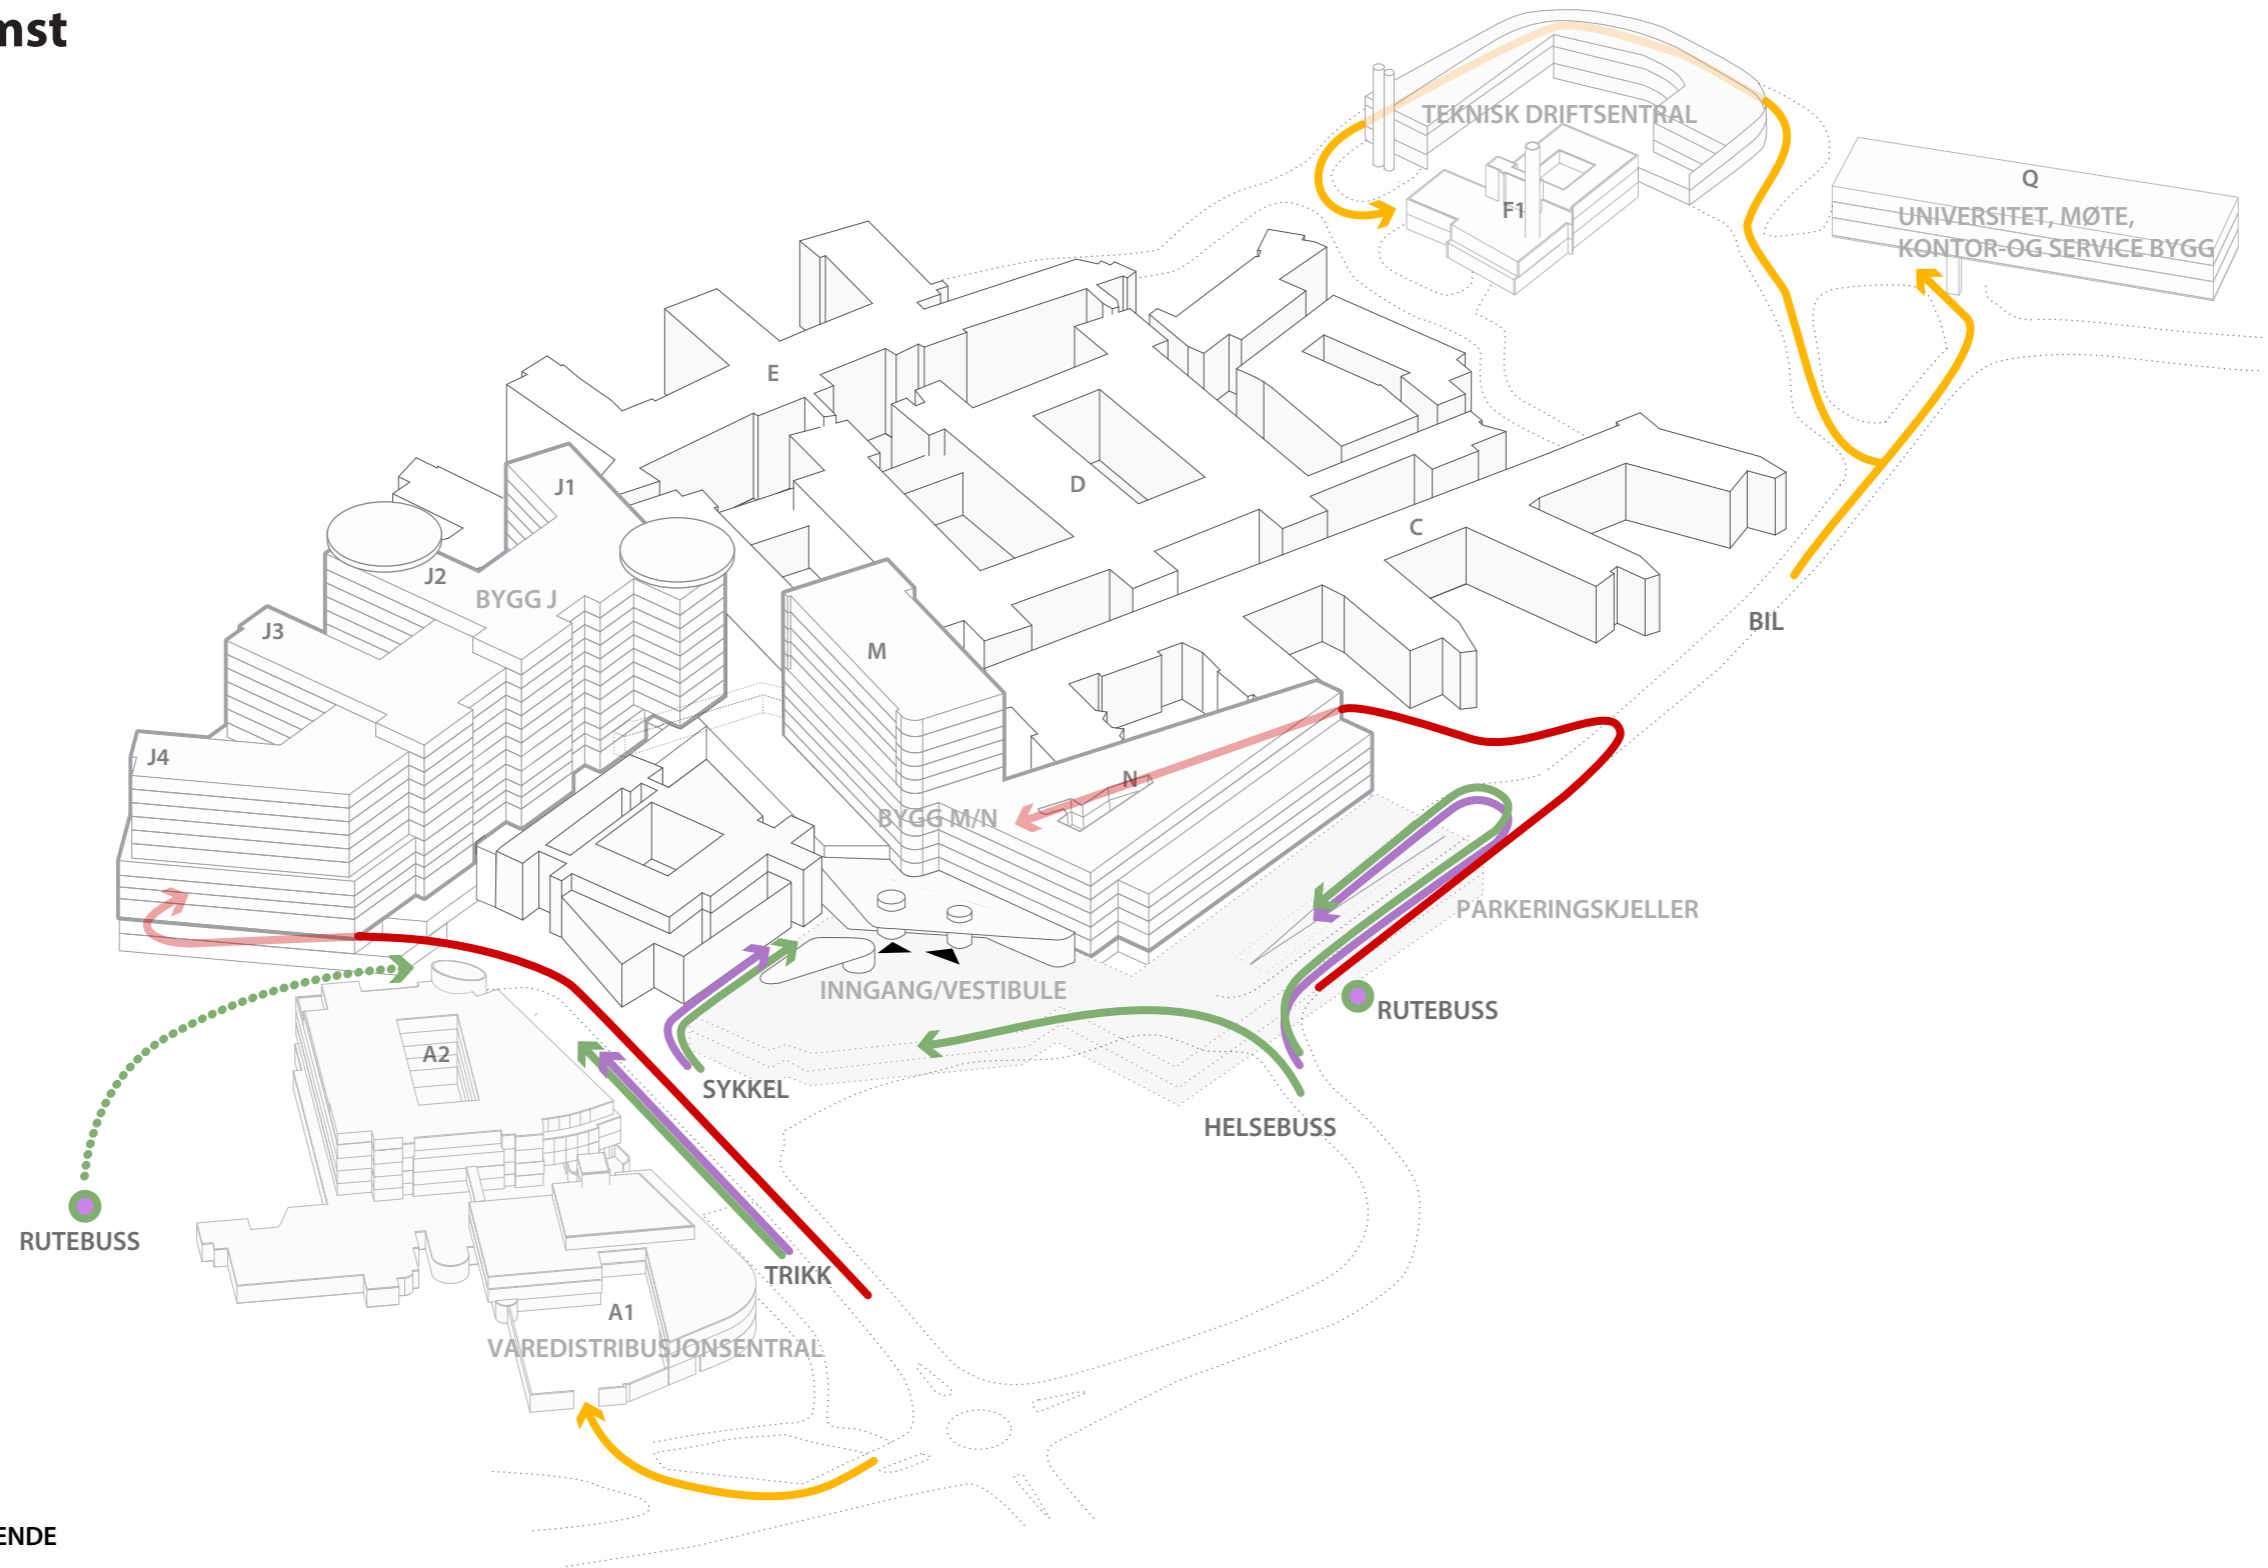 mst
TEKNISK DRIFTSENTRAL
Q
UNIVERSITET, MØTE,
KONTOR-OG SERVICE BYGG
F1
E
J1
D
C
J2
BYGG J
J3
M
BIL
J4
N
BYGG M/N
PARKERINGSKJELLER
INNGANG/VESTIBULE
RUTEBUSS
A2
SYKKEL
HELSEBUSS
RUTEBUSS
TRIKK
A1
VAREDISTRIBUSJONSENTRAL
ENDE